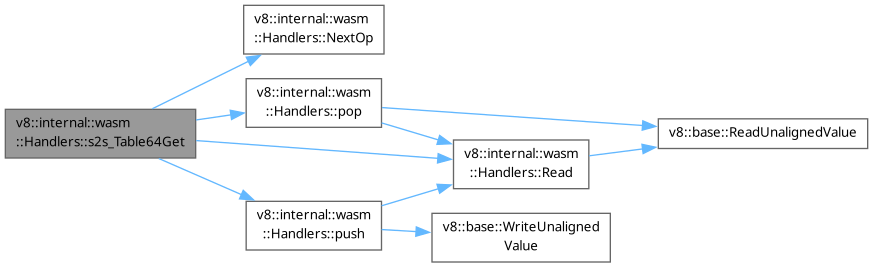 v8::internal::wasm
::Handlers::s2s_Table64Get
v8::internal::wasm
::Handlers::NextOp
v8::internal::wasm
::Handlers::pop
v8::internal::wasm
::Handlers::push
v8::internal::wasm
::Handlers::Read
v8::base::WriteUnaligned
Value
v8::base::ReadUnalignedValue